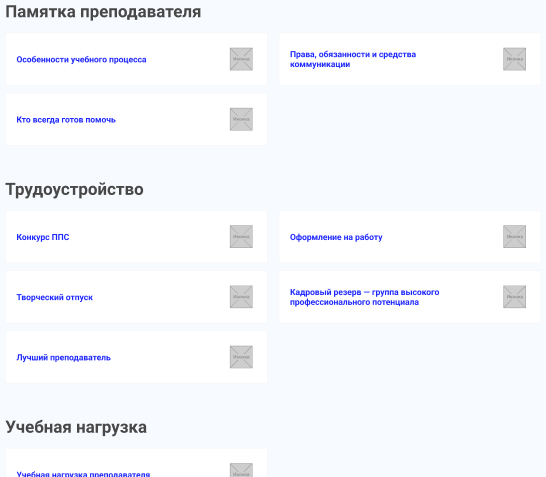 Памятка преподавателя
Особенности учебного процесса
Иконка
Права, обязанности и средства
коммуникации
Иконка
Кто всегда готов помочь
Иконка
Трудоустройство
Конкурс ППС
Иконка
Оформление на работу
Иконка
Творческий отпуск
Иконка
Кадровый резерв — группа высокого
профессионального потенциала
Иконка
Лучший преподаватель
Иконка
Учебная нагрузка
Учебная нагрузка преподавателя
Иконка